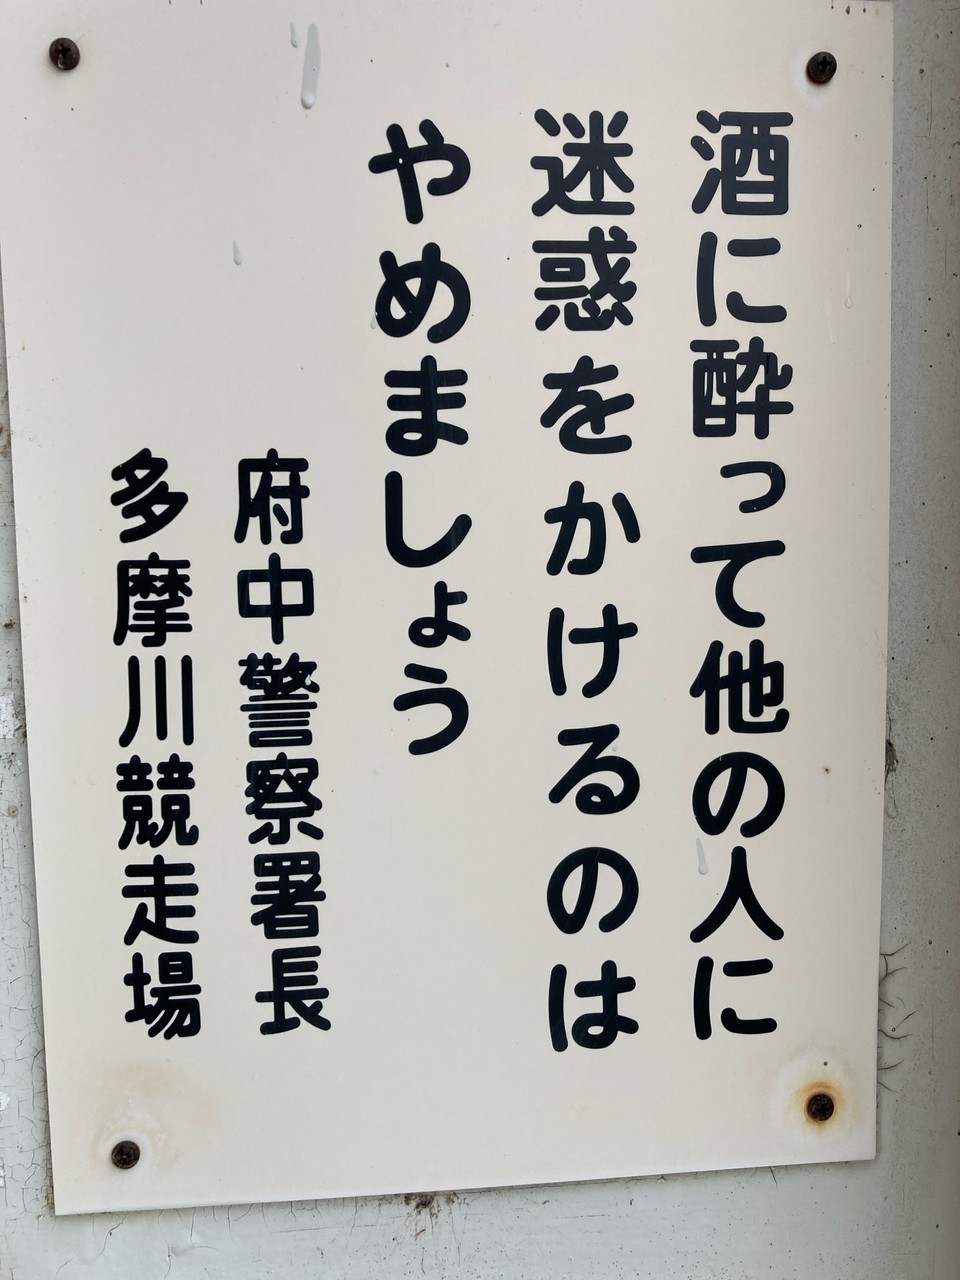 酒に酔って他の人に
迷惑をかけるのは
やめましょう
府中警察署長
多摩川競走場